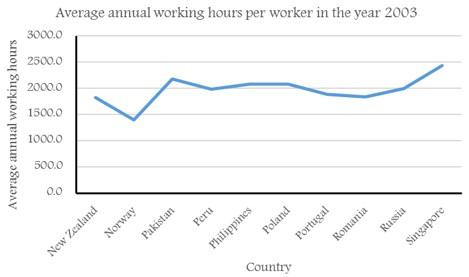 Average annual working hours per worker in the year 2003
Average annual working hours
3000.0
2500.0
2000.0
1500.0
1000.0
500.0
0.0
New Zealand
Norway
Pakistan
Peru
Philippines
Poland
Portugal
Romania
Russia
Singapore
Country